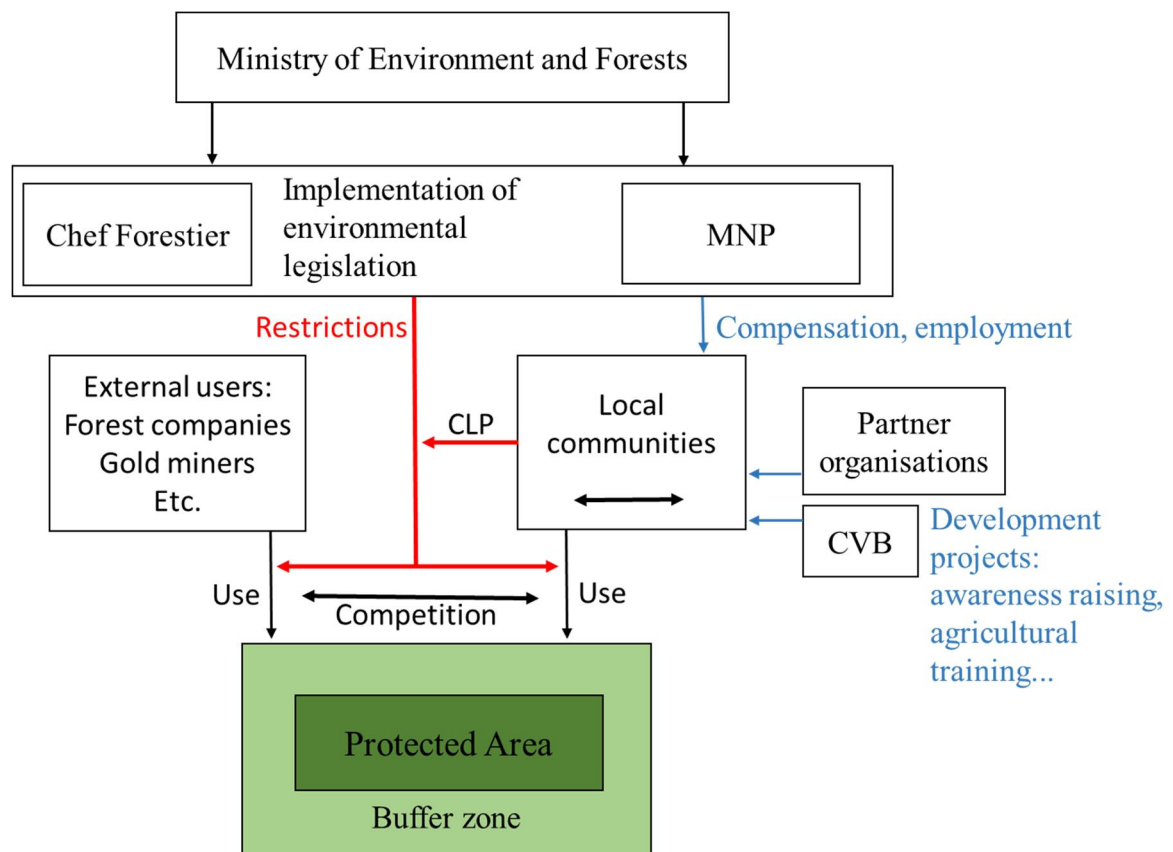 Ministry of Environment and Forests
Chef Forestier
Implementation of
environmental
legislation
MNP
Restrictions
Compensation, employment
External users:
Forest companies
Gold miners
Etc.
CLP
Local
communities
Partner
organisations
CVB
Development
projects:
awareness raising,
agricultural
training...
Use
Competition
Use
Protected Area
Buffer zone